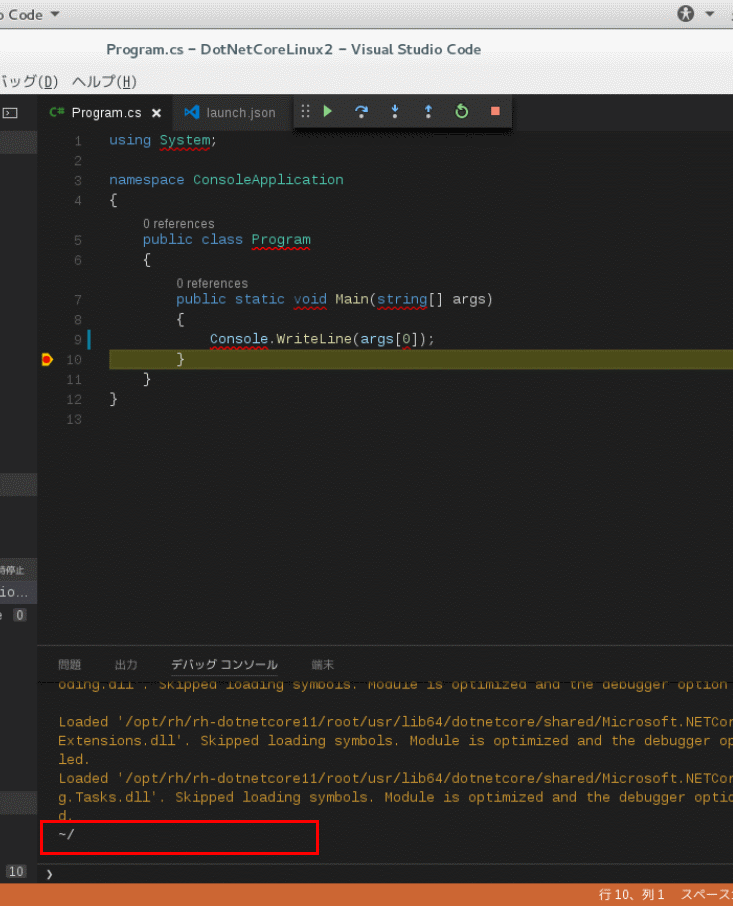 Code
Program.cs - DotNetCoreLinux2 - Visual Studio Code
バッグ(D) ヘルプ(H)
C# Program.cs × launch.json
1 using System;
2
3 namespace ConsoleApplication
4 {
0 references
5 public class Program
6 {
0 references
7 public static void Main(string[] args)
8 {
9 Console.WriteLine(args[0]);
10 }
11 }
12 }
13
時停止
io...
0
問題 出力 デバッグ コンソール 端末
oding.dll'. Skipped loading symbols. Module is optimized and the debugger option
Loaded '/opt/rh/rh-dotnetcore11/root/usr/lib64/dotnetcore/shared/Microsoft.NETCor
Extensions.dll'. Skipped loading symbols. Module is optimized and the debugger op
led.
Loaded '/opt/rh/rh-dotnetcore11/root/usr/lib64/dotnetcore/shared/Microsoft.NETCor
g.Tasks.dll'. Skipped loading symbols. Module is optimized and the debugger optio
d.
~/
10
❯
行 10、列 1 スペース